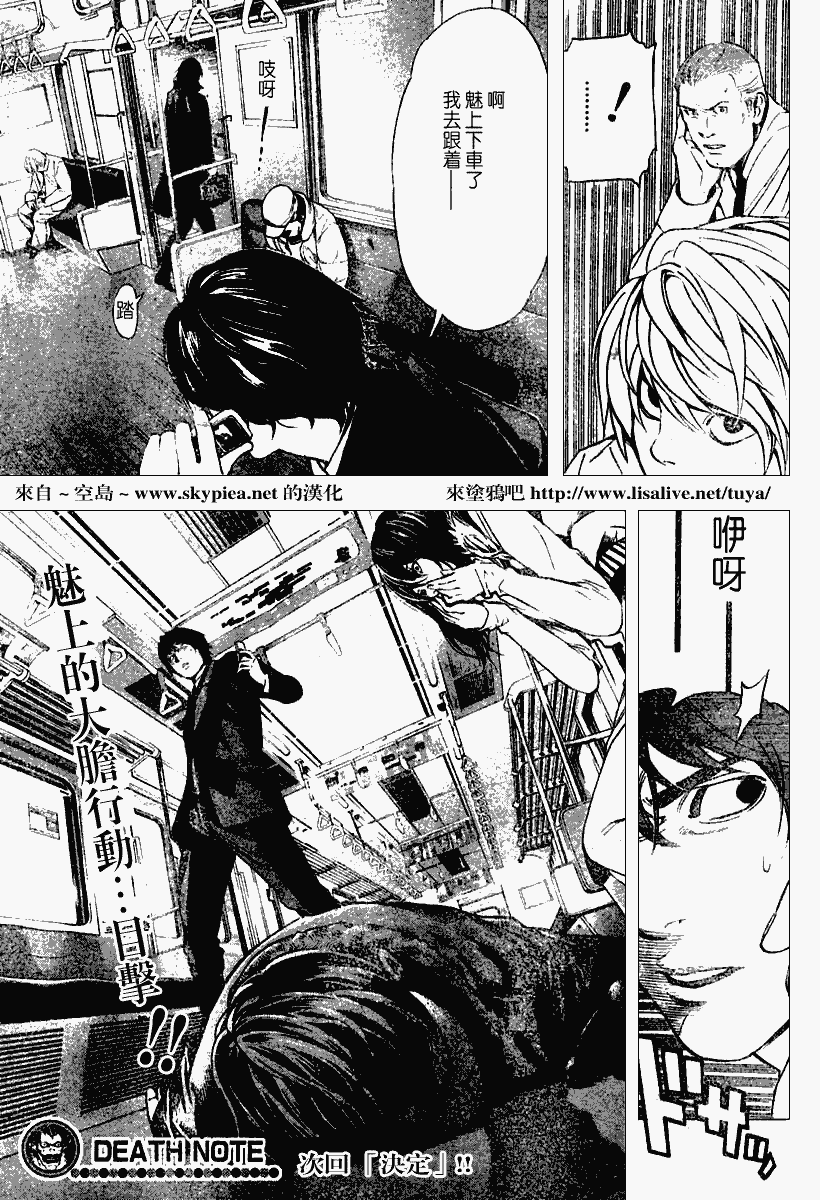 ！……
啊
魅上下車了
我去跟着──
吱呀…
踏
來自~空島~www.skypiea.net 的漢化
來塗鴉吧 http://www.lisalive.net/tuya/
咿呀──
ドサッ
魅上的大膽行動…目擊!!
DEATH NOTE
次回「決定」!!